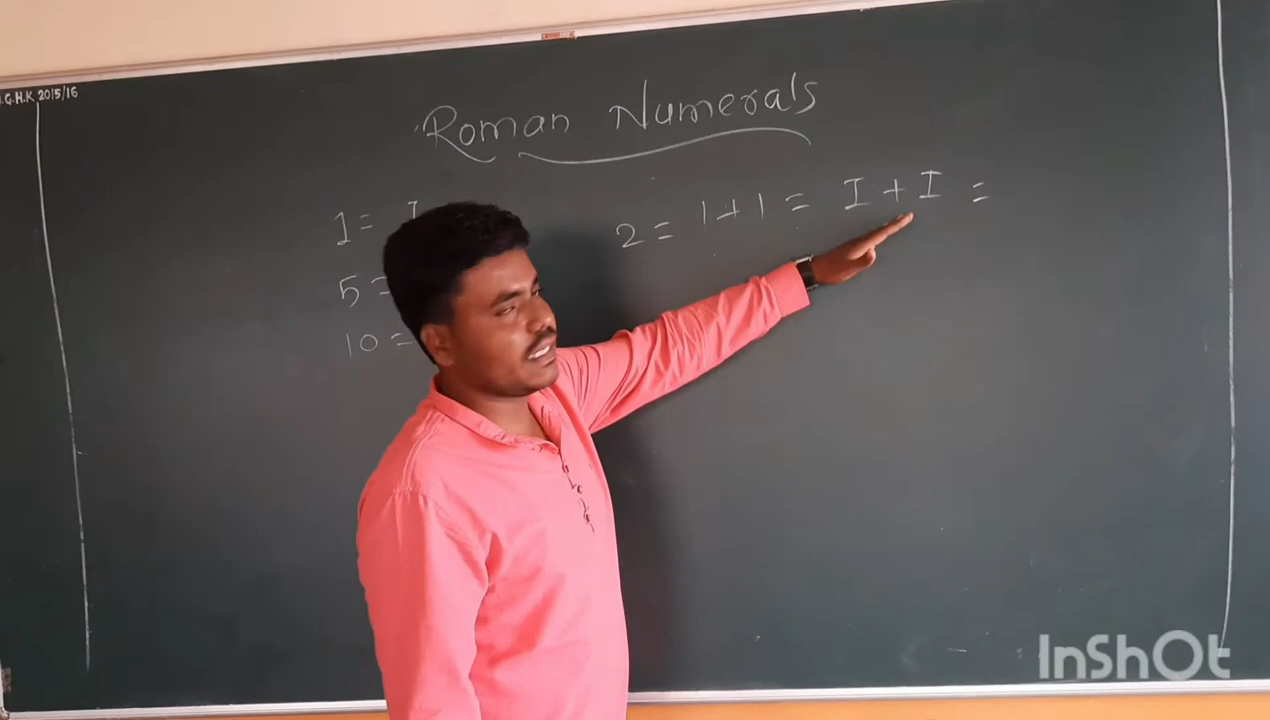 G.H.K 2015/16
Roman Numerals
1 = I
2 = 1 + 1 = I + I =
5 =
10 =
InShOt